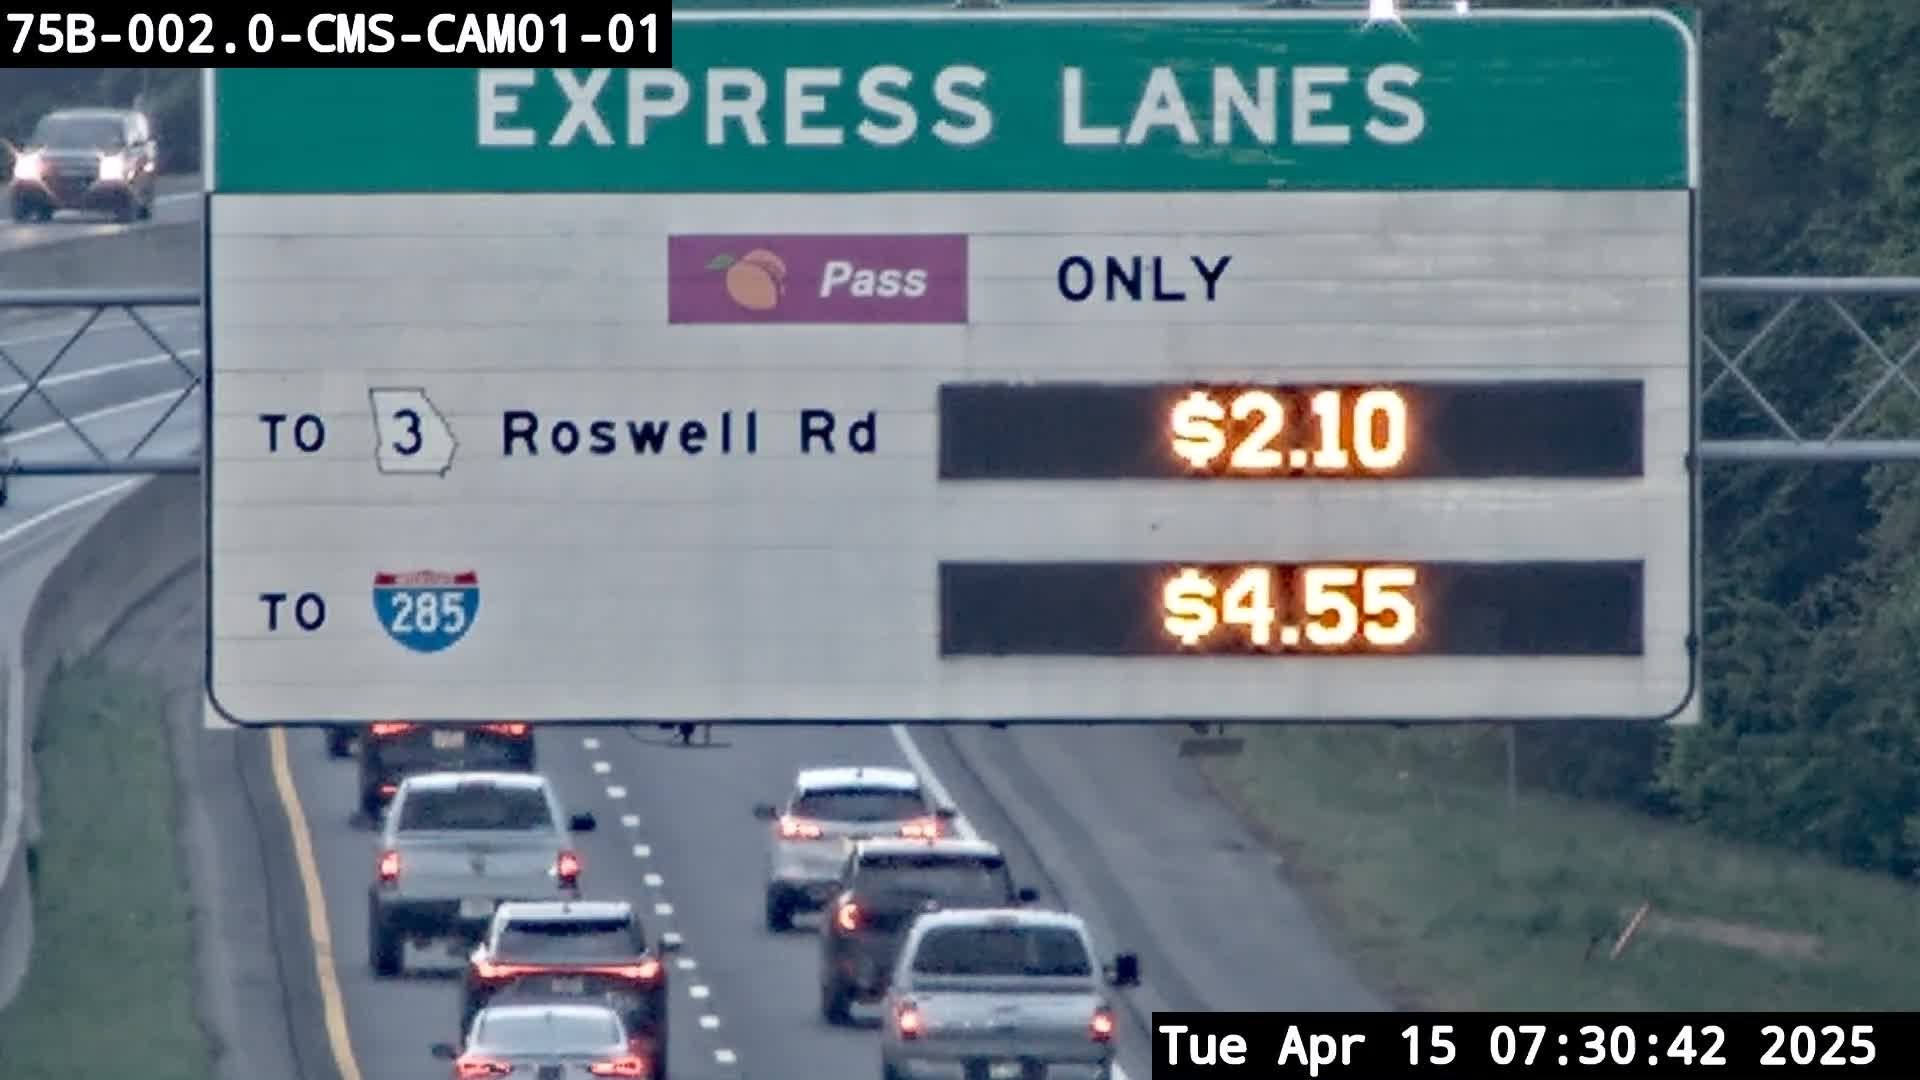 75B-002.0-CMS-CAM01-01
EXPRESS LANES
Pass ONLY
TO 3 Roswell Rd $2.10
TO 285 $4.55
Tue Apr 15 07:30:42 2025